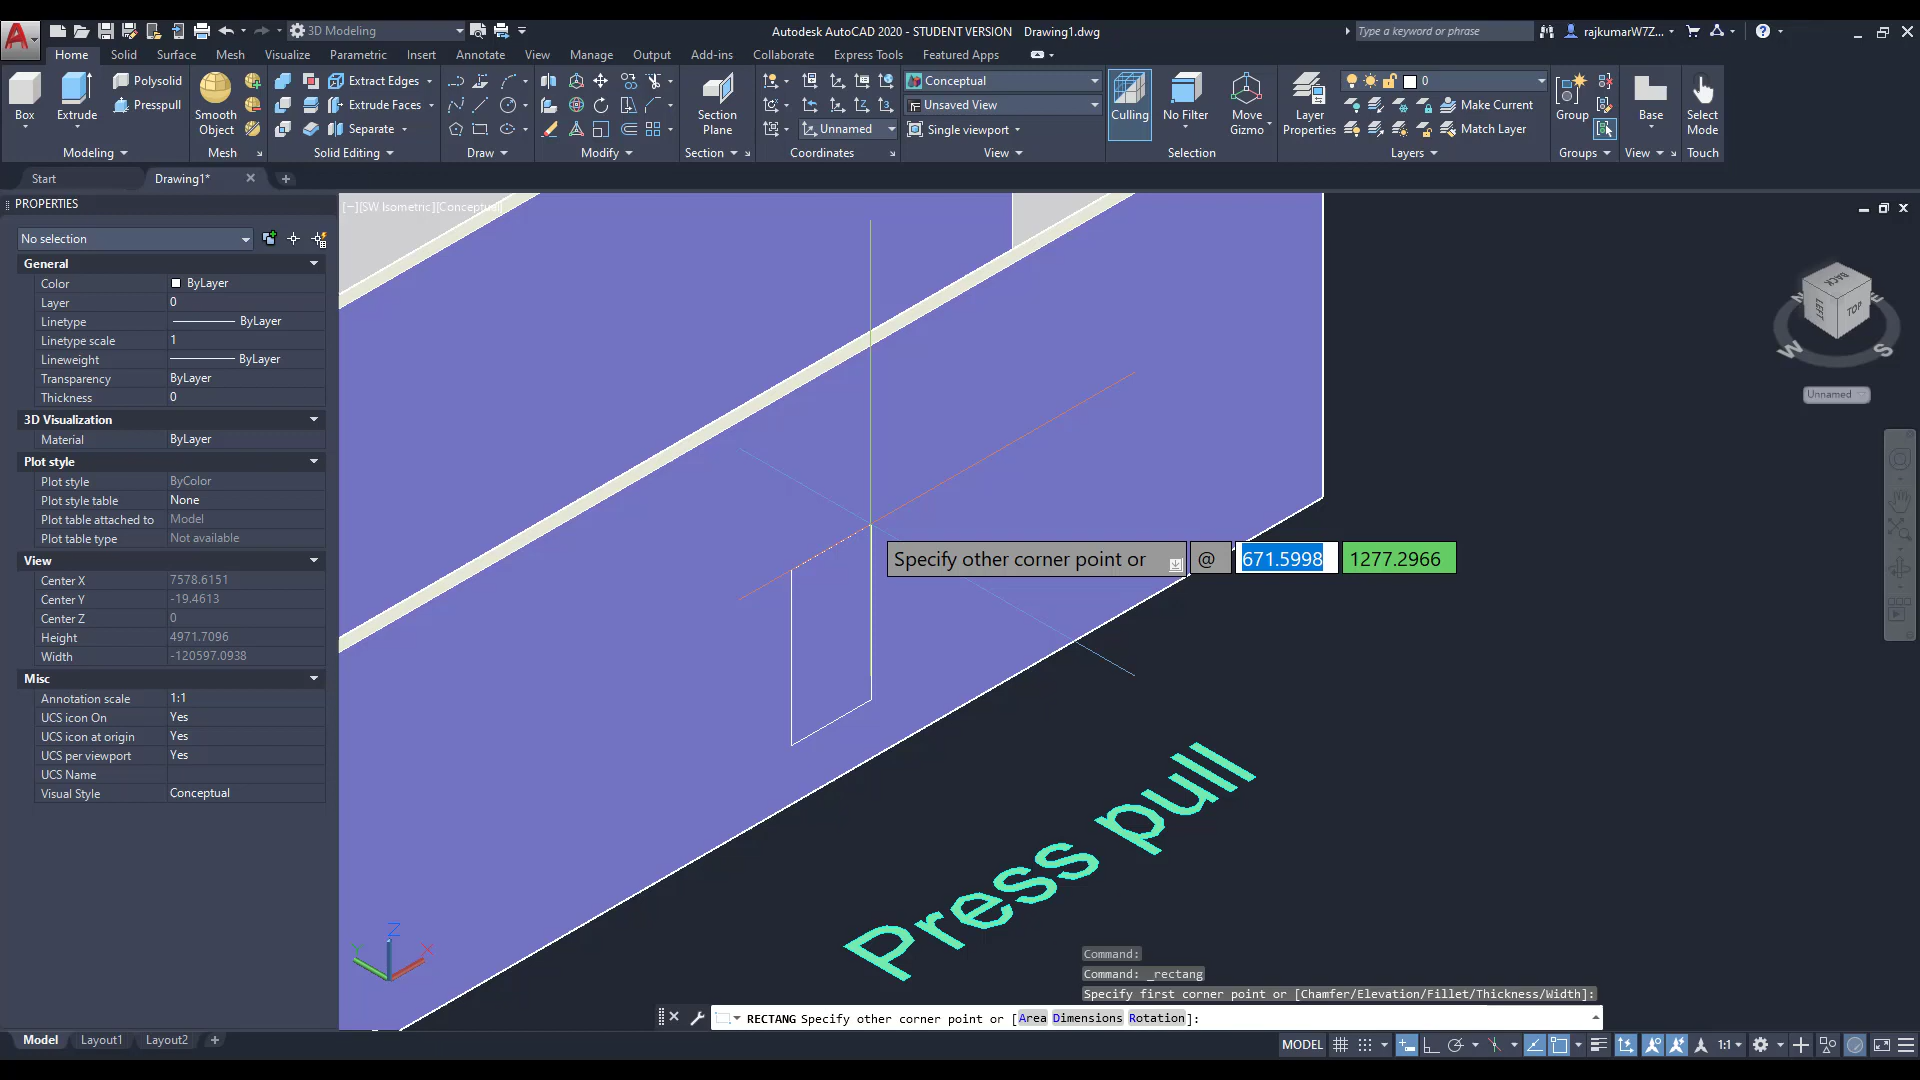 3D Modeling
Autodesk AutoCAD 2020 - STUDENT VERSION Drawing1.dwg
Type a keyword or phrase
rajkumarW7Z...
Home Solid Surface Mesh Visualize Parametric Insert Annotate View Manage Output Add-ins Collaborate Express Tools Featured Apps
Box
Extrude
Polysolid
Presspull
Modeling
Smooth
Object
Mesh
Extract Edges
Extrude Faces
Separate
Solid Editing
Draw
Modify
Section
Plane
Section
Unnamed
Coordinates
Conceptual
Unsaved View
Single viewport
View
Culling
No Filter
Move
Gizmo
Selection
Layer
Properties
0
Make Current
Match Layer
Layers
Group
Groups
Base
View
Select
Mode
Touch
Start Drawing1*
PROPERTIES
No selection
General
Color ByLayer
Layer 0
Linetype ByLayer
Linetype scale 1
Lineweight ByLayer
Transparency ByLayer
Thickness 0
3D Visualization
Material ByLayer
Plot style
Plot style ByColor
Plot style table None
Plot table attached to Model
Plot table type Not available
View
Center X 7578.6151
Center Y -19.4613
Center Z 0
Height 4971.7096
Width -120597.0938
Misc
Annotation scale 1:1
UCS icon On Yes
UCS icon at origin Yes
UCS per viewport Yes
UCS Name
Visual Style Conceptual
[−][SW Isometric][Conceptual]
BACK
LEFT
TOP
N
E
W
S
Unnamed
Specify other corner point or @ 671.5998 1277.2966
Press pull
Z
Y
X
Command:
Command: _rectang
Specify first corner point or [Chamfer/Elevation/Fillet/Thickness/Width]:
RECTANG Specify other corner point or [Area Dimensions Rotation]:
Model Layout1 Layout2
MODEL 1:1